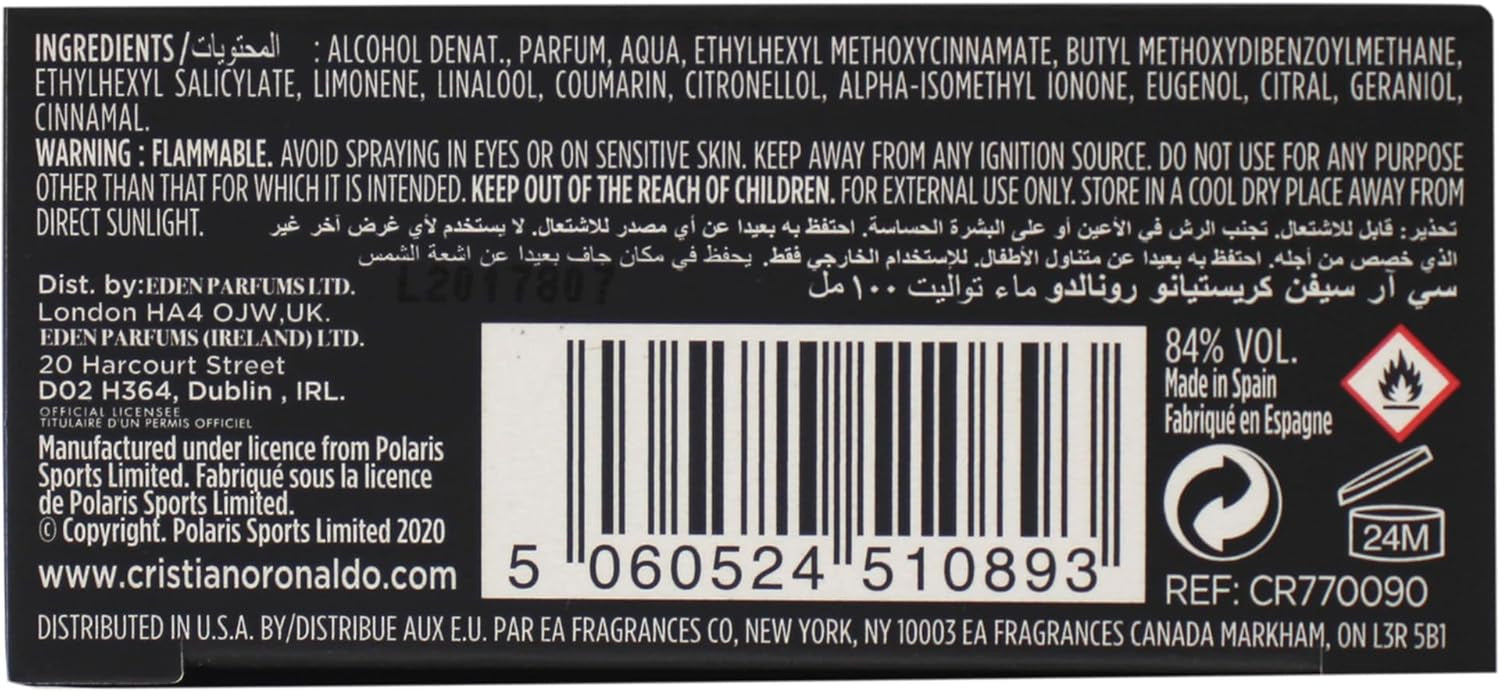 INGREDIENTS / المحتويات : ALCOHOL DENAT., PARFUM, AQUA, ETHYLHEXYL METHOXYCINNAMATE, BUTYL METHOXYDIBENZOYLMETHANE,
ETHYLHEXYL SALICYLATE, LIMONENE, LINALOOL, COUMARIN, CITRONELLOL, ALPHA-ISOMETHYL IONONE, EUGENOL, CITRAL, GERANIOL,
CINNAMAL.
WARNING : FLAMMABLE. AVOID SPRAYING IN EYES OR ON SENSITIVE SKIN. KEEP AWAY FROM ANY IGNITION SOURCE. DO NOT USE FOR ANY PURPOSE
OTHER THAN THAT FOR WHICH IT IS INTENDED. KEEP OUT OF THE REACH OF CHILDREN. FOR EXTERNAL USE ONLY. STORE IN A COOL DRY PLACE AWAY FROM
DIRECT SUNLIGHT.
تحذير : قابل للاشتعال. تجنب الرش في الأعين أو على البشرة الحساسة. احتفظ به بعيدا عن أي مصدر للاشتعال. لا يستخدم لأي غرض آخر غير
الذي خصص من أجله. احتفظ به بعيدا عن متناول الأطفال. للإستخدام الخارجي فقط. يحفظ في مكان جاف بعيدا عن اشعة الشمس
سي آر سيفن كريستيانو رونالدو ماء تواليت ١٠٠ مل
L2017807
Dist. by: EDEN PARFUMS LTD.
London HA4 OJW,UK.
EDEN PARFUMS (IRELAND) LTD.
20 Harcourt Street
D02 H364, Dublin , IRL.
OFFICIAL LICENSEE
TITULAIRE D'UN PERMIS OFFICIEL
Manufactured under licence from Polaris
Sports Limited. Fabriqué sous la licence
de Polaris Sports Limited.
© Copyright. Polaris Sports Limited 2020
www.cristianoronaldo.com
5 060524 510893
84% VOL.
Made in Spain
Fabriqué en Espagne
24M
REF: CR770090
DISTRIBUTED IN U.S.A. BY/DISTRIBUE AUX E.U. PAR EA FRAGRANCES CO, NEW YORK, NY 10003 EA FRAGRANCES CANADA MARKHAM, ON L3R 5B1